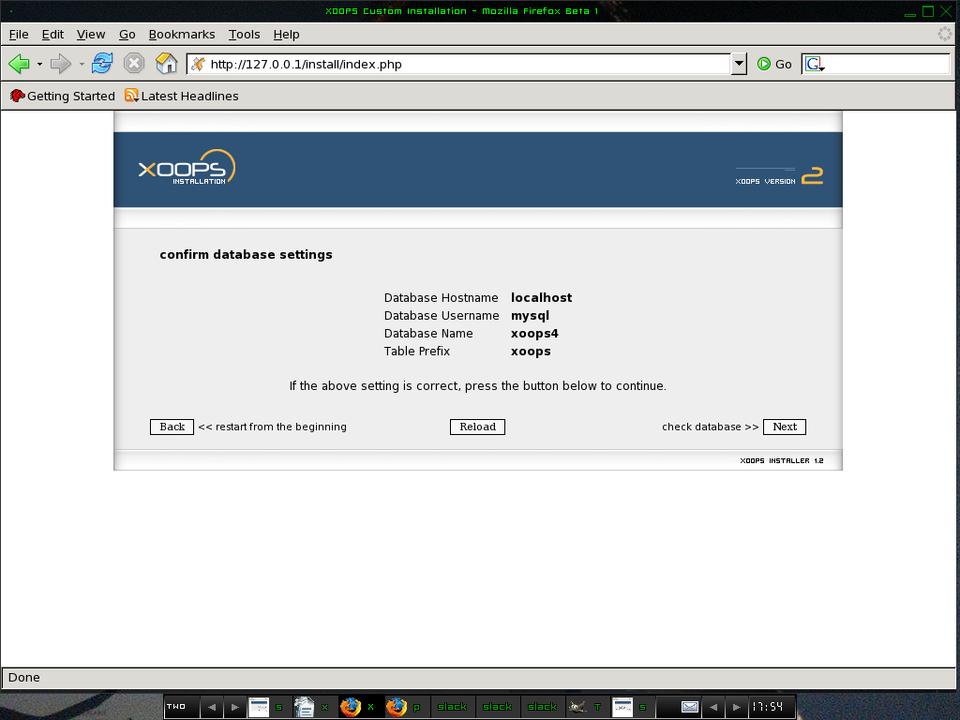 XOOPS Custom Installation - Mozilla Firefox Beta 1
File Edit View Go Bookmarks Tools Help
http://127.0.0.1/install/index.php Go G
Getting Started Latest Headlines
XOOPS
INSTALLATION
XOOPS VERSION 2
confirm database settings
Database Hostname localhost
Database Username mysql
Database Name xoops4
Table Prefix xoops
If the above setting is correct, press the button below to continue.
Back << restart from the beginning Reload check database >> Next
XOOPS INSTALLER 1.2
Done
TWO s x x p slack slack slack T s 17:54